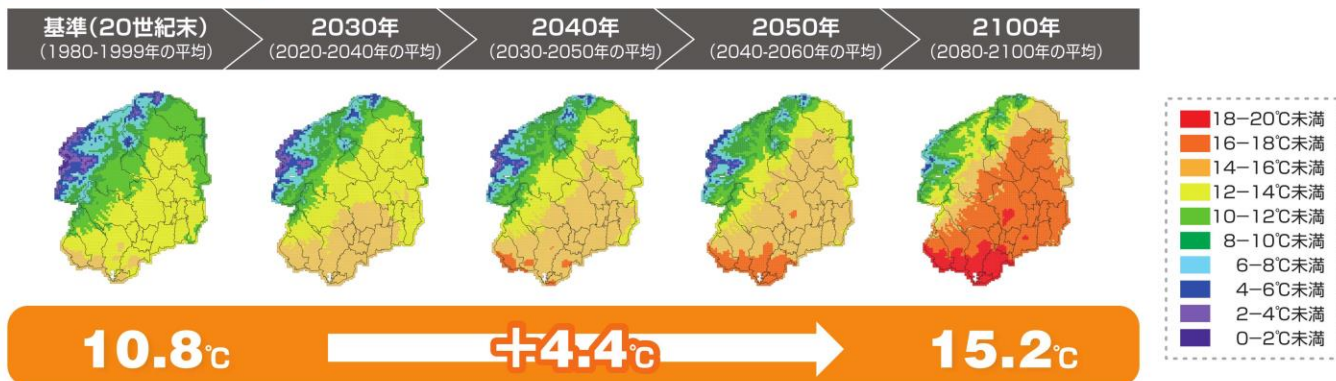 基準(20世紀末)
(1980-1999年の平均)
2030年
(2020-2040年の平均)
2040年
(2030-2050年の平均)
2050年
(2040-2060年の平均)
2100年
(2080-2100年の平均)
18−20℃未満
16−18℃未満
14−16℃未満
12−14℃未満
10−12℃未満
8−10℃未満
6−8℃未満
4−6℃未満
2−4℃未満
0−2℃未満
10.8℃
+4.4℃
15.2℃